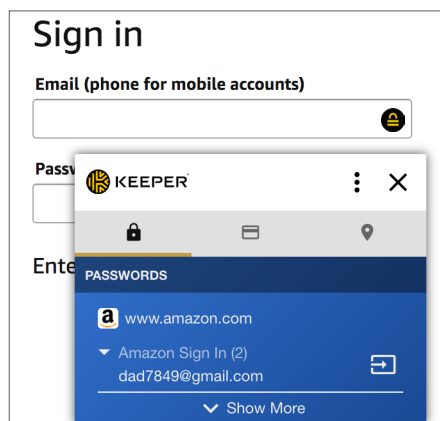 Sign in
Email (phone for mobile accounts)
KEEPER
PASSWORDS
a www.amazon.com
Amazon Sign In (2)
dad7849@gmail.com
Show More